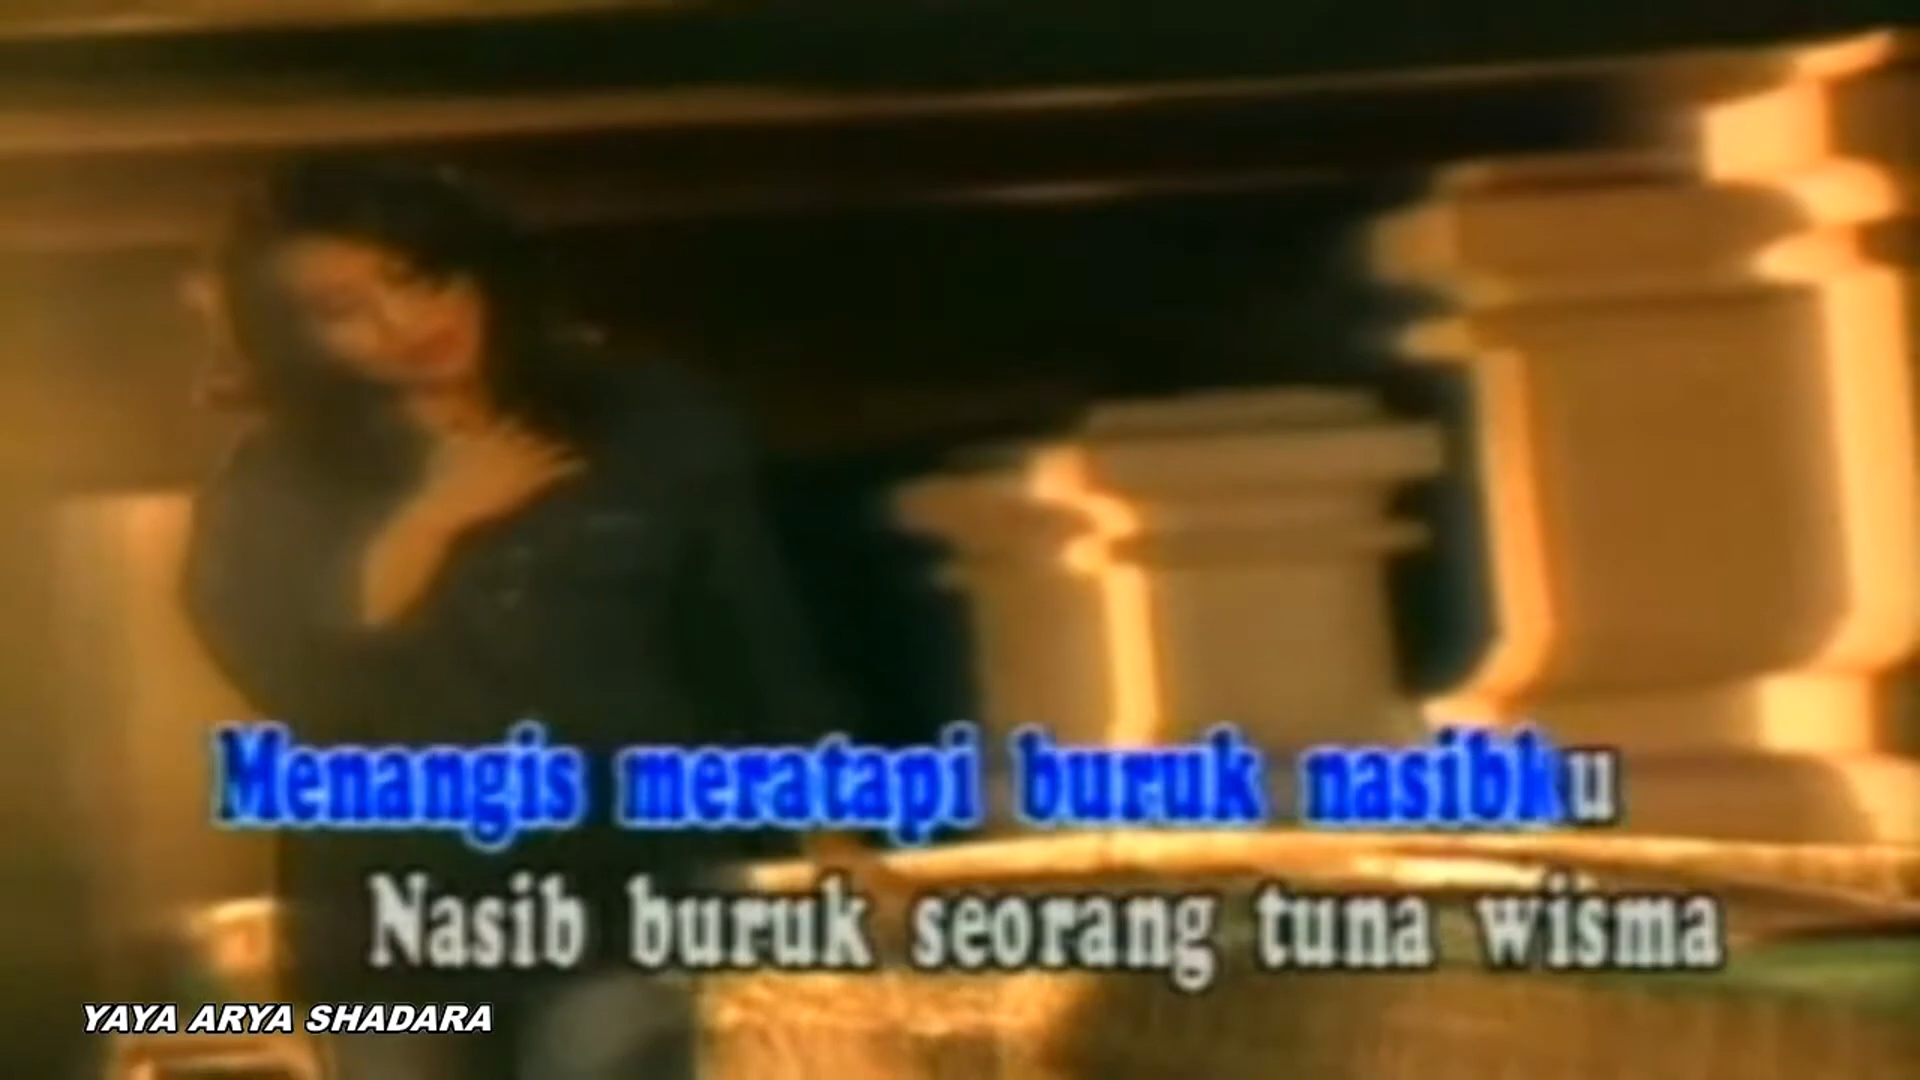 Menangis meratapi buruk nasibku
Nasib buruk seorang tuna wisma
YAYA ARYA SHADARA